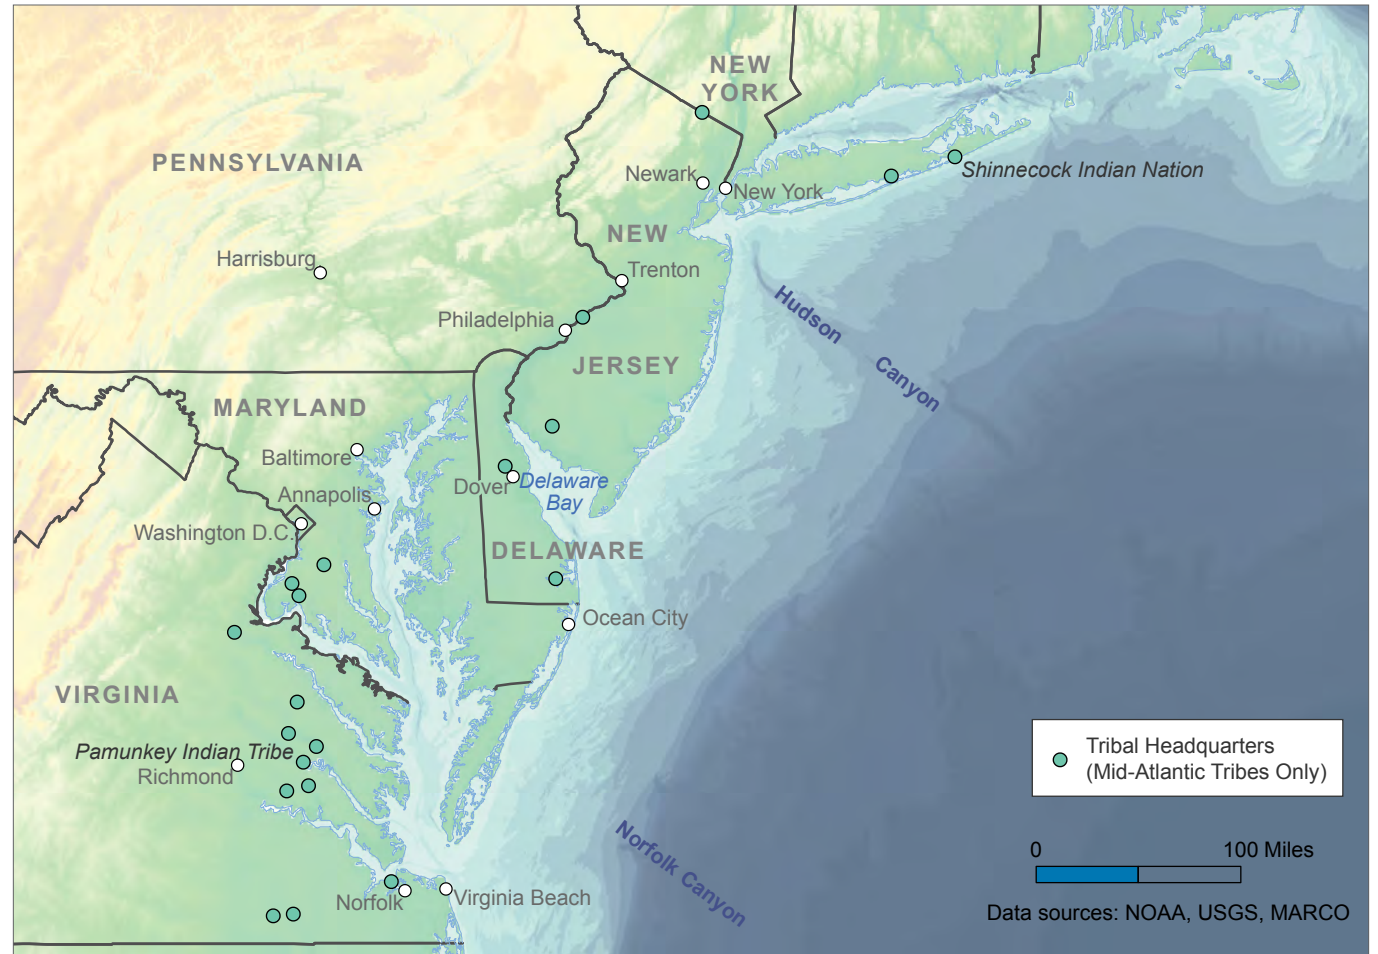 NEW
YORK
PENNSYLVANIA
Shinnecock Indian Nation
Newark
New York
NEW
Harrisburg
Trenton
Hudson
Philadelphia
JERSEY
Canyon
MARYLAND
Baltimore
Dover
Delaware
Bay
Annapolis
Washington D.C.
DELAWARE
Ocean City
VIRGINIA
Pamunkey Indian Tribe
Richmond
Tribal Headquarters
(Mid-Atlantic Tribes Only)
Norfolk Canyon
0 100 Miles
Norfolk
Virginia Beach
Data sources: NOAA, USGS, MARCO